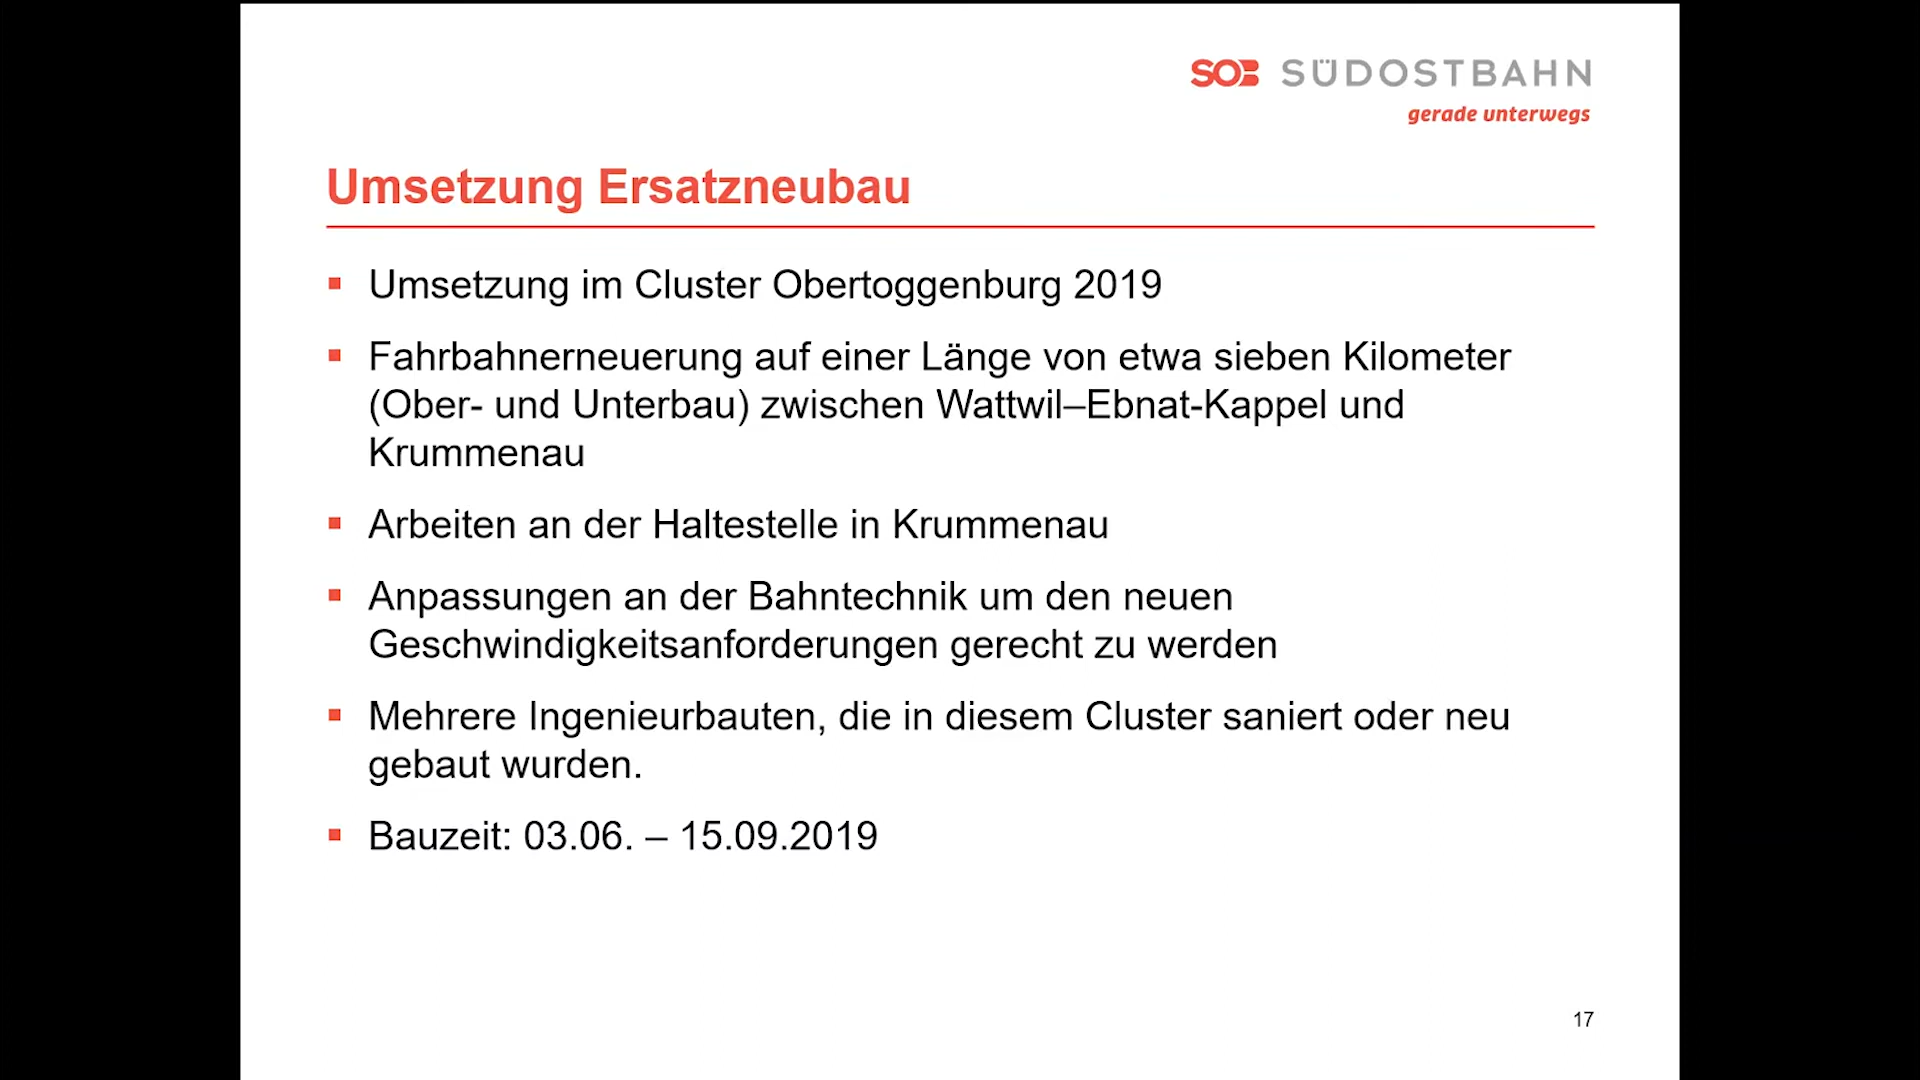 SOB SÜDOSTBAHN
gerade unterwegs
Umsetzung Ersatzneubau
Umsetzung im Cluster Obertoggenburg 2019
Fahrbahnerneuerung auf einer Länge von etwa sieben Kilometer
(Ober- und Unterbau) zwischen Wattwil–Ebnat-Kappel und
Krummenau
Arbeiten an der Haltestelle in Krummenau
Anpassungen an der Bahntechnik um den neuen
Geschwindigkeitsanforderungen gerecht zu werden
Mehrere Ingenieurbauten, die in diesem Cluster saniert oder neu
gebaut wurden.
Bauzeit: 03.06. – 15.09.2019
17